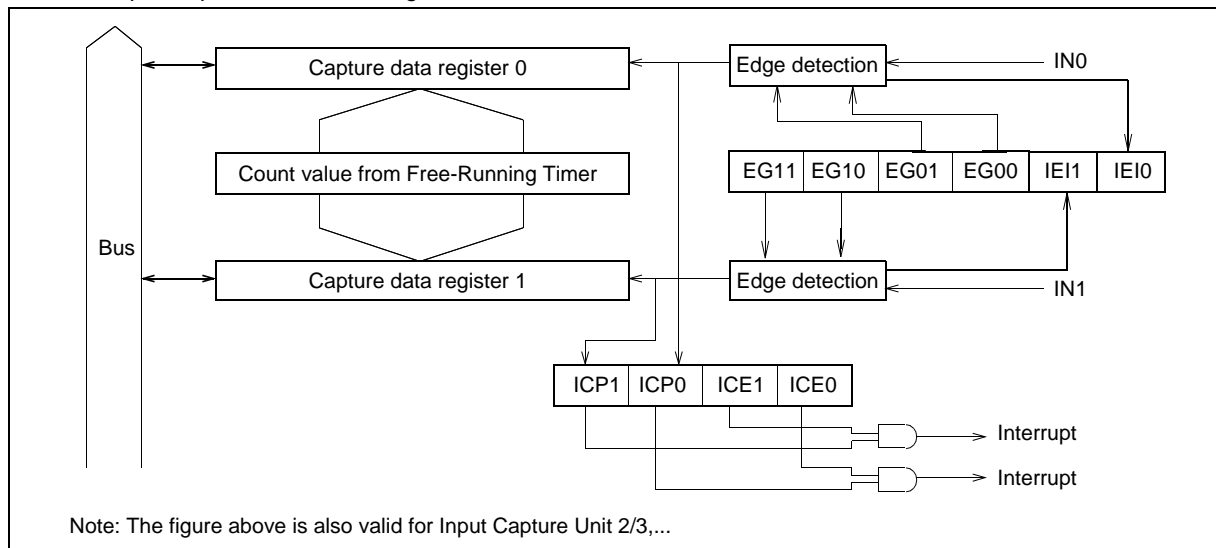 Capture data register 0
Edge detection
IN0
Count value from Free-Running Timer
EG11 EG10 EG01 EG00 IEI1 IEI0
Bus
Capture data register 1
Edge detection
IN1
ICP1 ICP0 ICE1 ICE0
Interrupt
Interrupt
Note: The figure above is also valid for Input Capture Unit 2/3,...